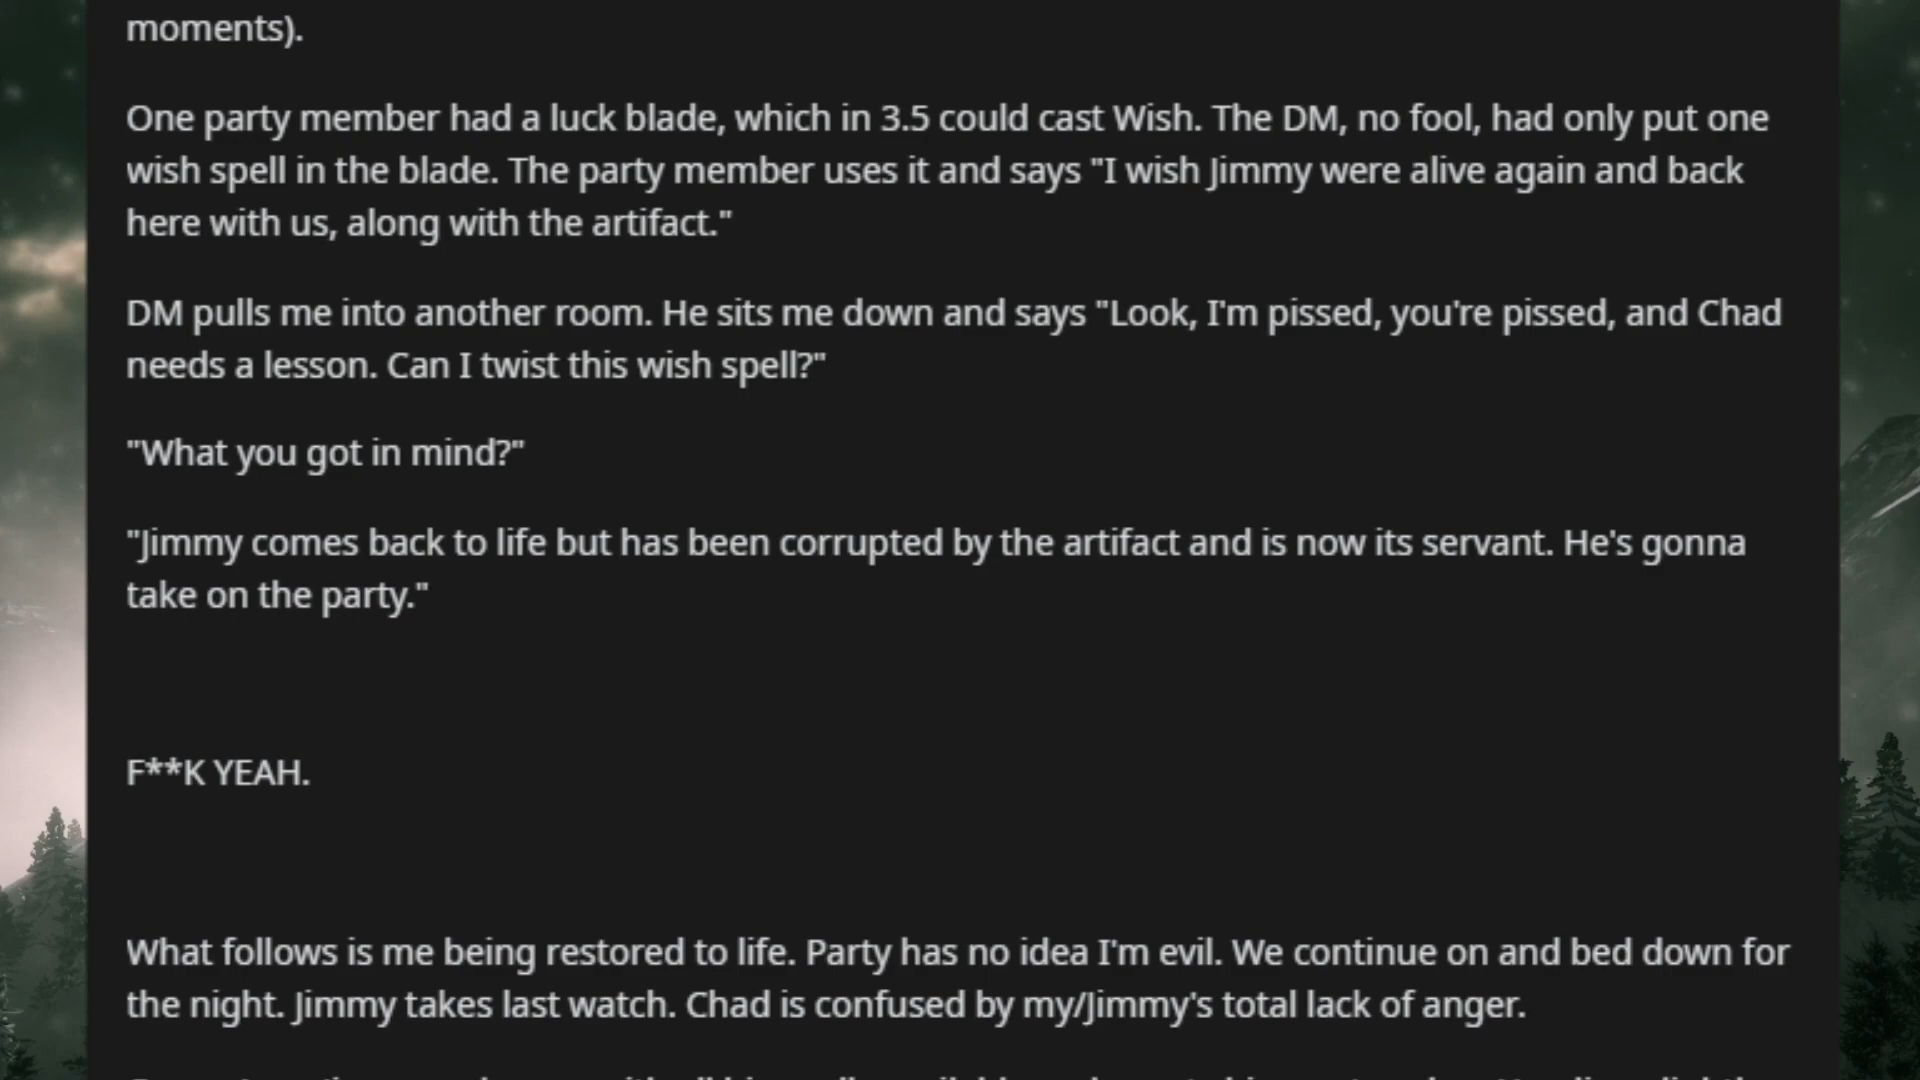 moments).
One party member had a luck blade, which in 3.5 could cast Wish. The DM, no fool, had only put one
wish spell in the blade. The party member uses it and says "I wish Jimmy were alive again and back
here with us, along with the artifact."
DM pulls me into another room. He sits me down and says "Look, I'm pissed, you're pissed, and Chad
needs a lesson. Can I twist this wish spell?"
"What you got in mind?"
"Jimmy comes back to life but has been corrupted by the artifact and is now its servant. He's gonna
take on the party."
F**K YEAH.
What follows is me being restored to life. Party has no idea I'm evil. We continue on and bed down for
the night. Jimmy takes last watch. Chad is confused by my/Jimmy's total lack of anger.